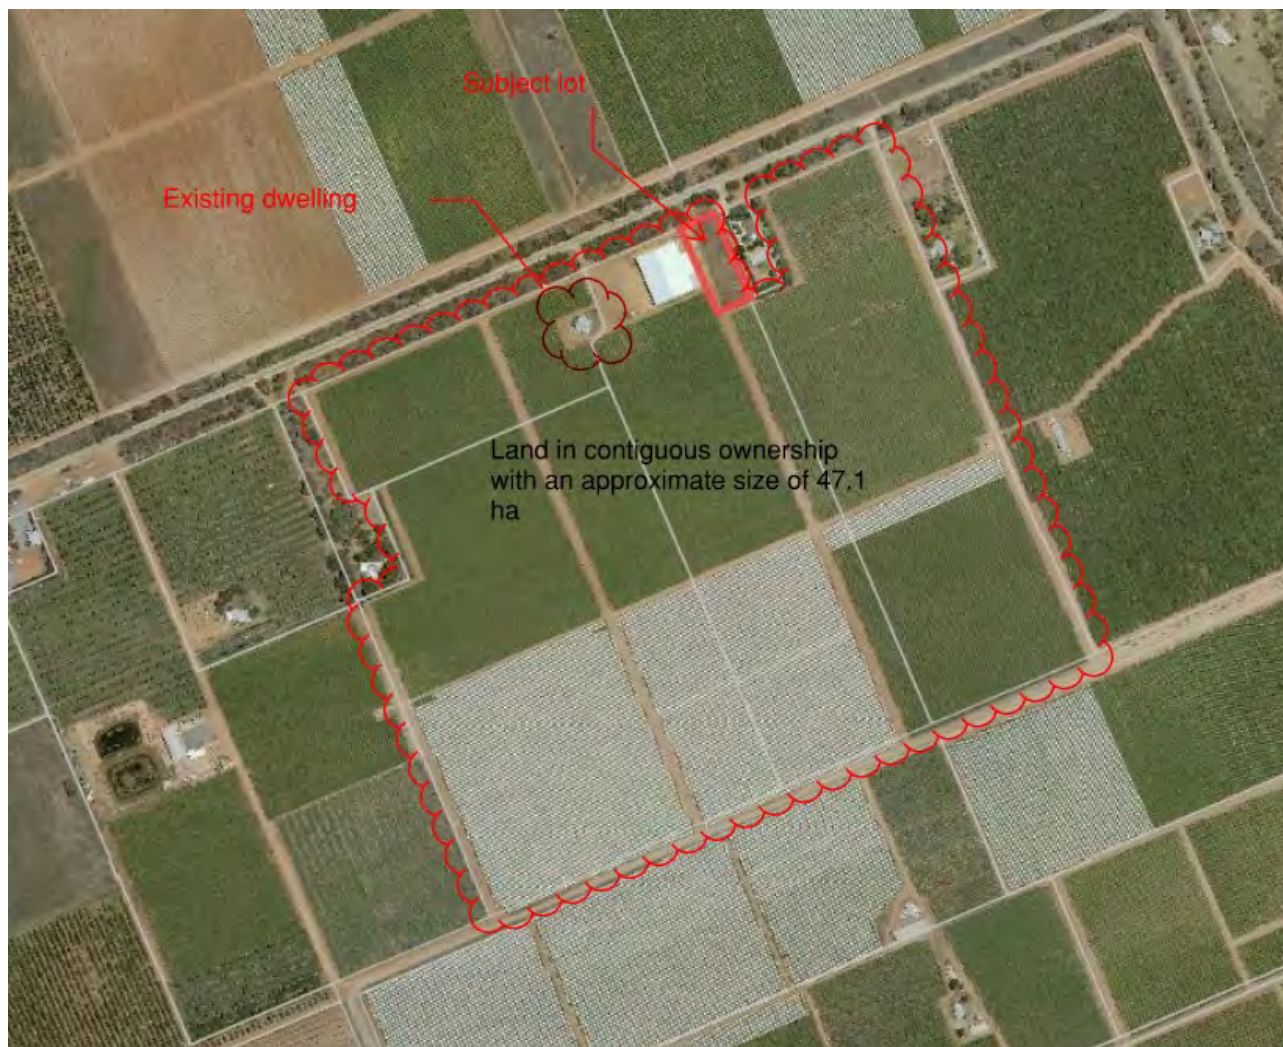 Subject lot
Existing dwelling
Land in contiguous ownership
with an approximate size of 47,1
ha